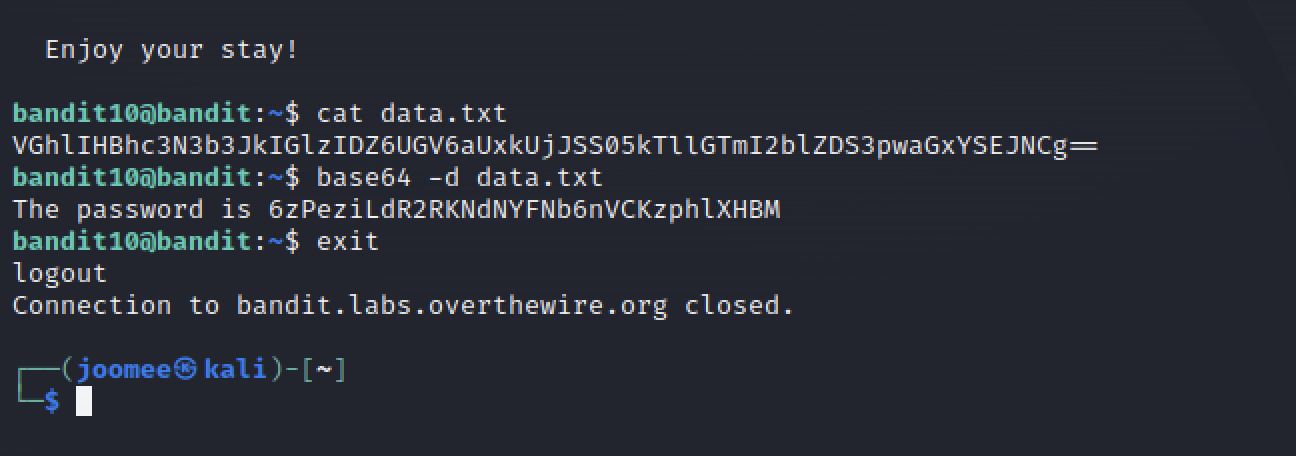 Enjoy your stay!
bandit10@bandit:~$ cat data.txt
VGhlIHBhc3N3b3JkIGlzIDZ6UGV6aUxkUjJSS05kTllGTmI2blZDS3pwaGxYSEJNCg==
bandit10@bandit:~$ base64 -d data.txt
The password is 6zPeziLdR2RKNdNYFNb6nVCKzphlXHBM
bandit10@bandit:~$ exit
logout
Connection to bandit.labs.overthewire.org closed.
┌──(joomee㉿kali)-[~]
└─$